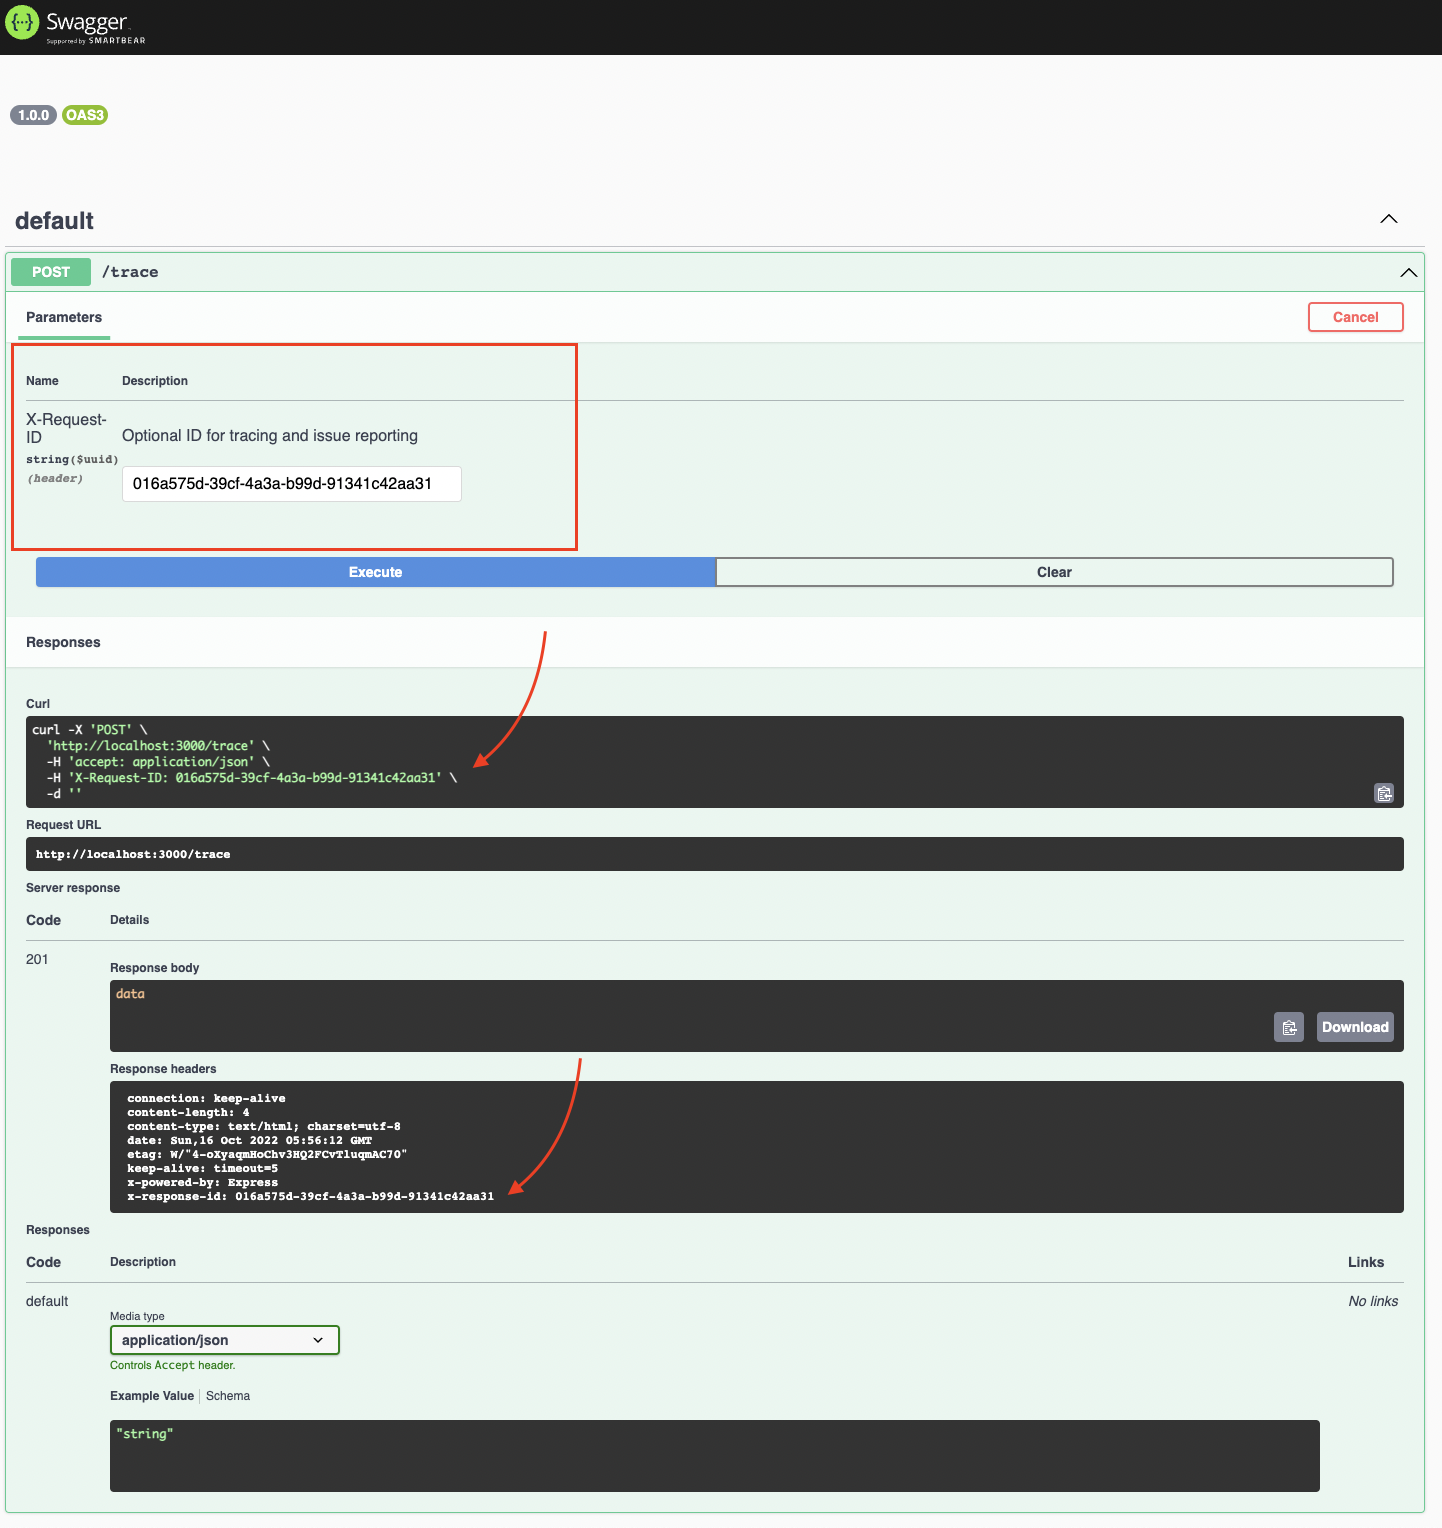 Swagger
Supported by SMARTBEAR
1.0.0 OAS3
default
POST /trace
Parameters
Cancel
Name Description
X-Request-
ID
string($uuid)
(header)
Optional ID for tracing and issue reporting
016a575d-39cf-4a3a-b99d-91341c42aa31
Execute Clear
Responses
Curl
curl -X 'POST' \
'http://localhost:3000/trace' \
-H 'accept: application/json' \
-H 'X-Request-ID: 016a575d-39cf-4a3a-b99d-91341c42aa31' \
-d ''
Request URL
http://localhost:3000/trace
Server response
Code Details
201
Response body
data
Download
Response headers
connection: keep-alive
content-length: 4
content-type: text/html; charset=utf-8
date: Sun,16 Oct 2022 05:56:12 GMT
etag: W/"4-oXyaqmHoChv3HQ2FCvTluqmAC70"
keep-alive: timeout=5
x-powered-by: Express
x-response-id: 016a575d-39cf-4a3a-b99d-91341c42aa31
Responses
Code Description Links
default No links
Media type
application/json
Controls Accept header.
Example Value Schema
"string"